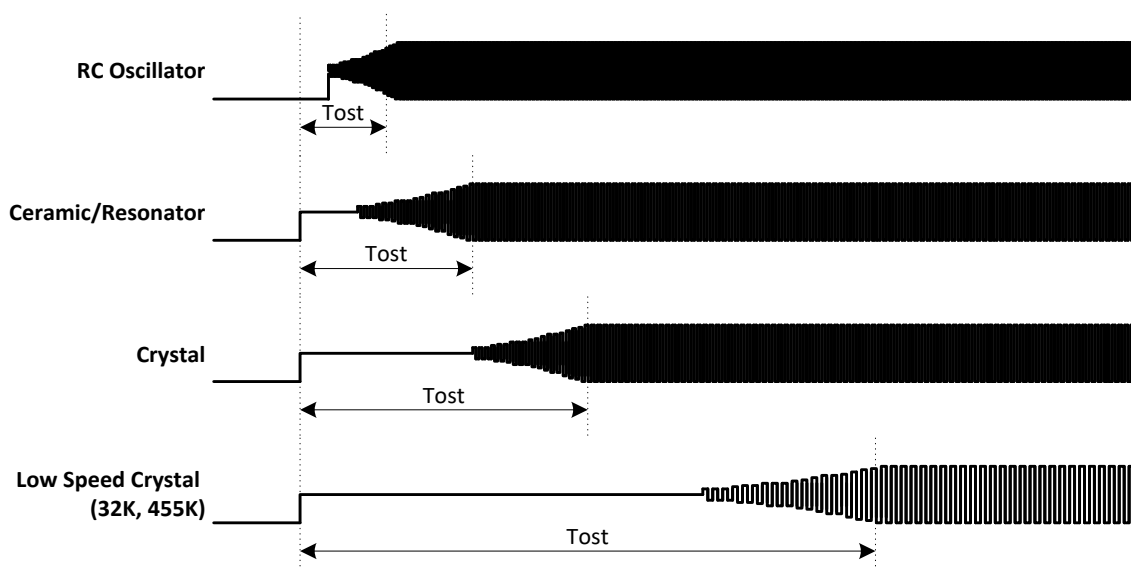 RC Oscillator
Tost
Ceramic/Resonator
Tost
Crystal
Tost
Low Speed Crystal
(32K, 455K)
Tost